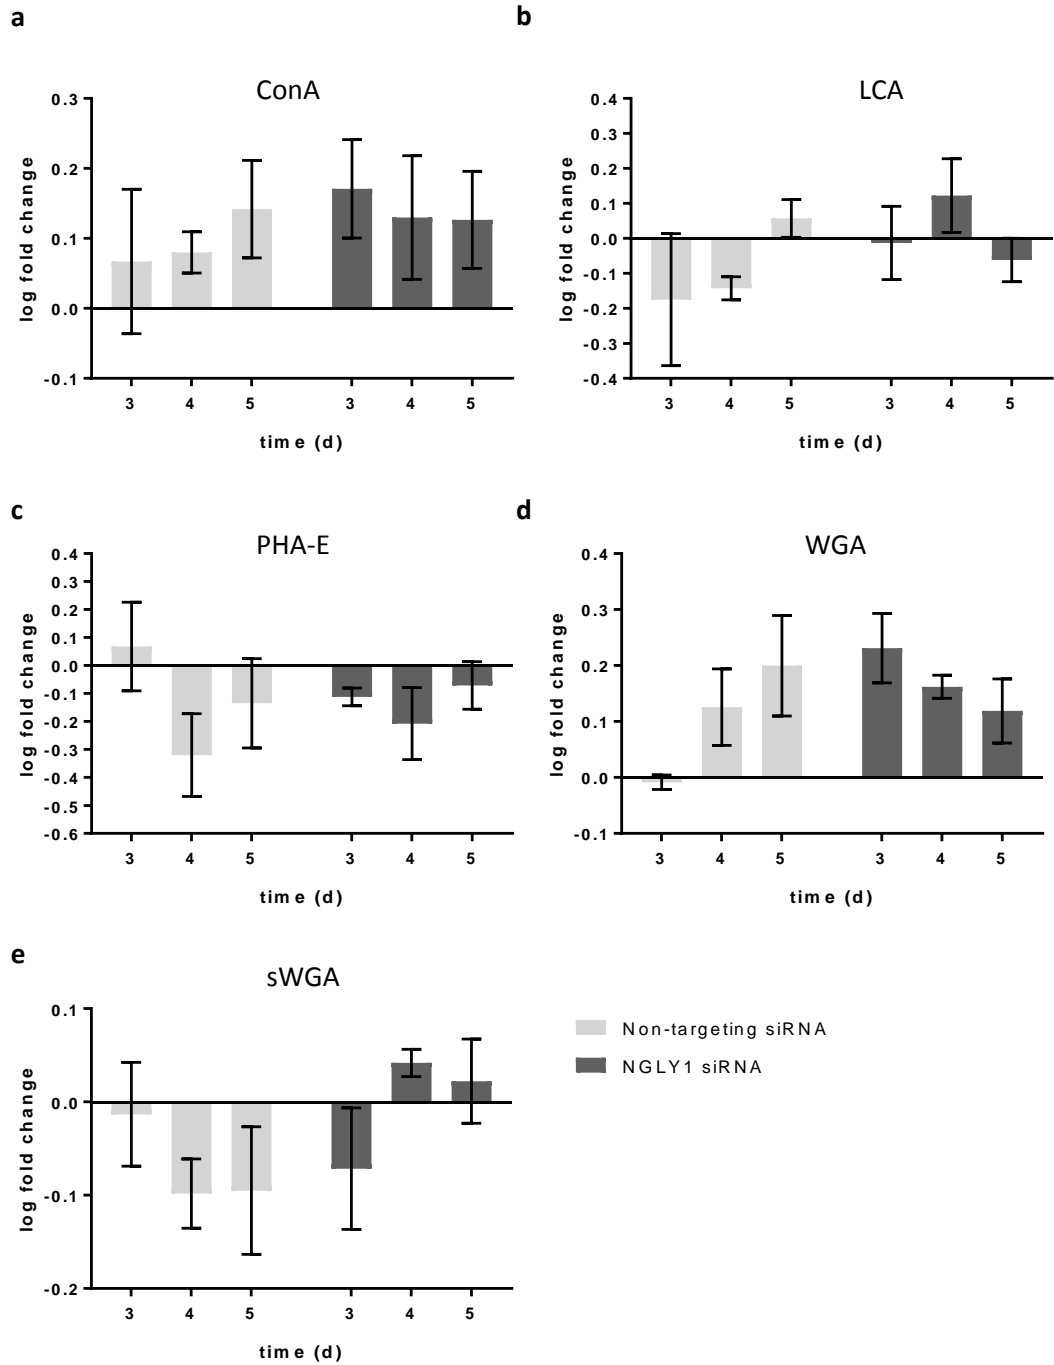 a
ConA
log fold change
0.3
0.2
0.1
0.0
-0.1
3 4 5 3 4 5
time (d)
b
LCA
log fold change
0.4
0.3
0.2
0.1
0.0
-0.1
-0.2
-0.3
-0.4
3 4 5 3 4 5
time (d)
c
PHA-E
log fold change
0.4
0.3
0.2
0.1
0.0
-0.1
-0.2
-0.3
-0.4
-0.5
-0.6
3 4 5 3 4 5
time (d)
d
WGA
log fold change
0.4
0.3
0.2
0.1
0.0
-0.1
3 4 5 3 4 5
time (d)
e
sWGA
log fold change
0.1
0.0
-0.1
-0.2
3 4 5 3 4 5
time (d)
Non-targeting siRNA
NGLY1 siRNA